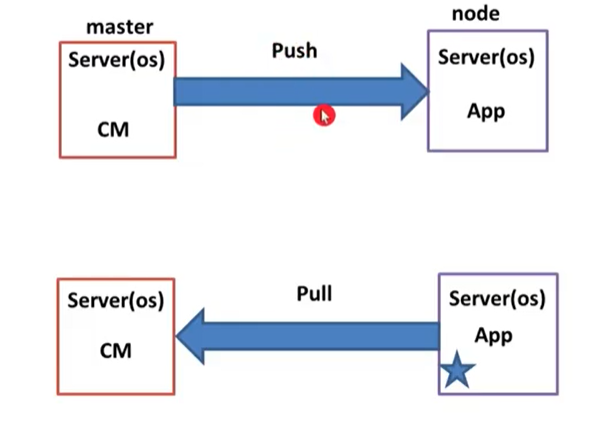 master
node
Server(os)
Push
Server(os)
CM
App
Server(os)
Pull
Server(os)
CM
App